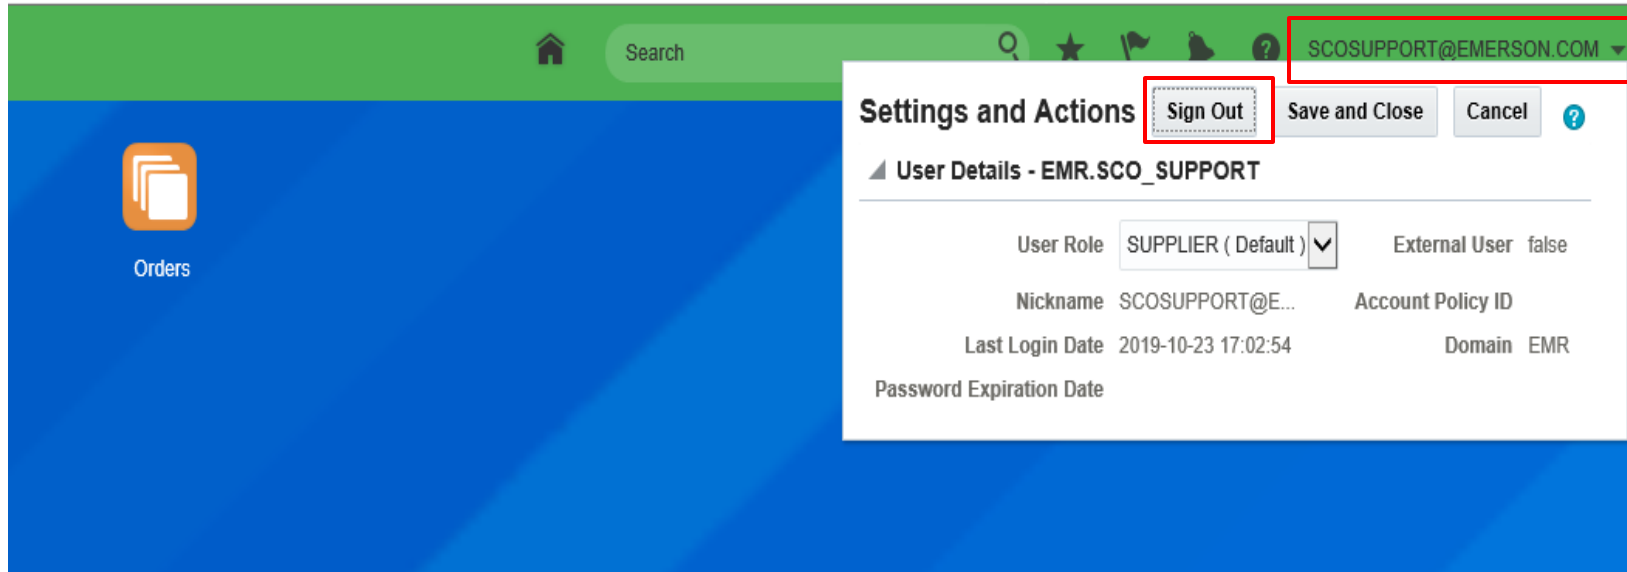 Search
SCOSUPPORT@EMERSON.COM
Settings and Actions Sign Out Save and Close Cancel ?
User Details - EMR.SCO_SUPPORT
User Role SUPPLIER ( Default ) External User false
Orders
Nickname SCOSUPPORT@E... Account Policy ID
Last Login Date 2019-10-23 17:02:54 Domain EMR
Password Expiration Date